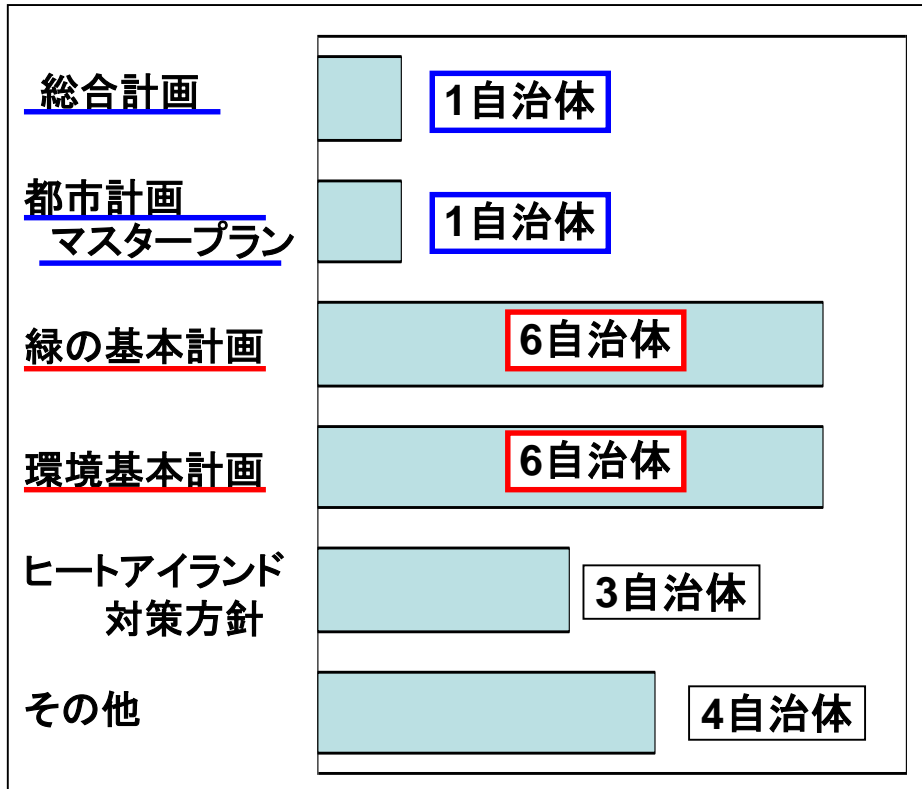 総合計画
1自治体
都市計画
マスタープラン
1自治体
緑の基本計画
6自治体
環境基本計画
6自治体
ヒートアイランド
対策方針
3自治体
その他
4自治体